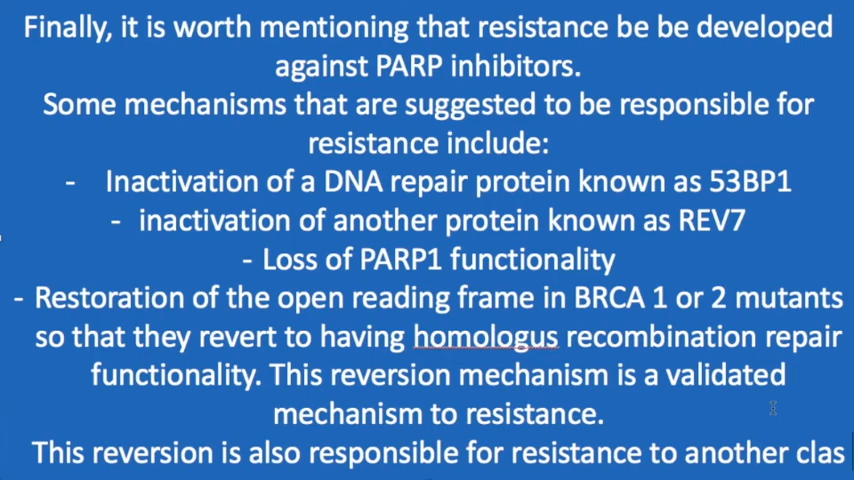 Finally, it is worth mentioning that resistance be be developed
against PARP inhibitors.
Some mechanisms that are suggested to be responsible for
resistance include:
- Inactivation of a DNA repair protein known as 53BP1
- inactivation of another protein known as REV7
- Loss of PARP1 functionality
- Restoration of the open reading frame in BRCA 1 or 2 mutants
so that they revert to having homologus recombination repair
functionality. This reversion mechanism is a validated
mechanism to resistance.
This reversion is also responsible for resistance to another clas